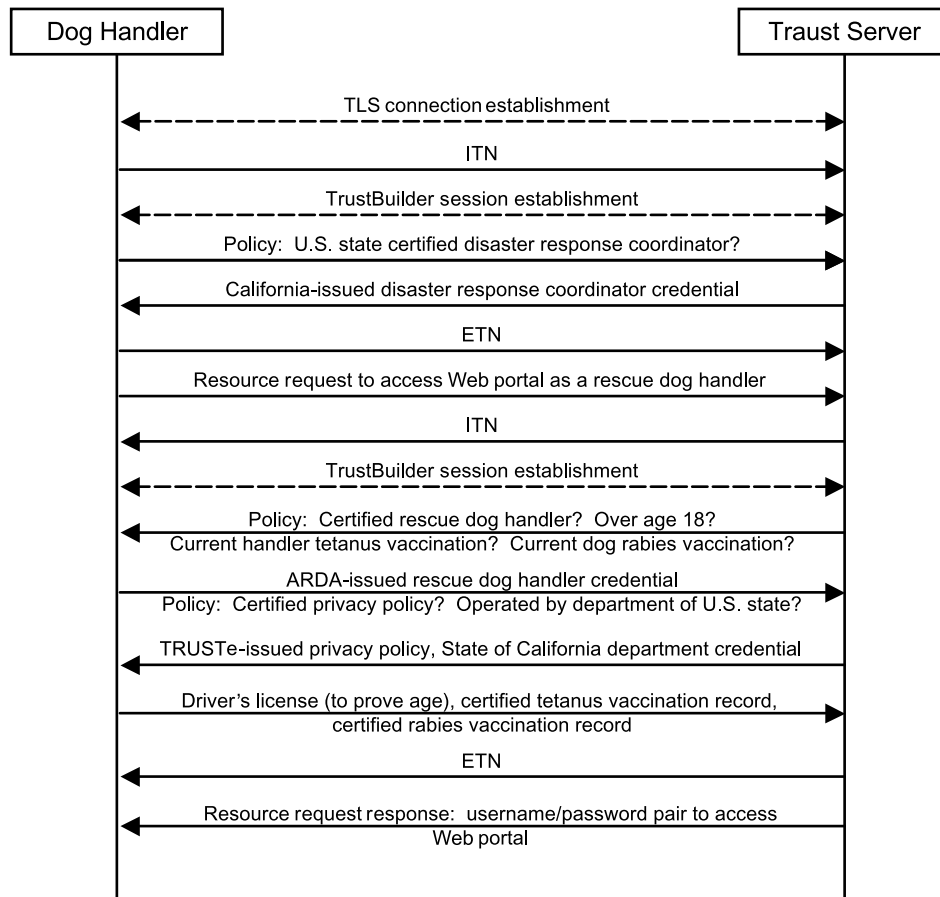 Dog Handler
Traust Server
TLS connection establishment
ITN
TrustBuilder session establishment
Policy: U.S. state certified disaster response coordinator?
California-issued disaster response coordinator credential
ETN
Resource request to access Web portal as a rescue dog handler
ITN
TrustBuilder session establishment
Policy: Certified rescue dog handler? Over age 18?
Current handler tetanus vaccination? Current dog rabies vaccination?
ARDA-issued rescue dog handler credential
Policy: Certified privacy policy? Operated by department of U.S. state?
TRUSTe-issued privacy policy, State of California department credential
Driver's license (to prove age), certified tetanus vaccination record,
certified rabies vaccination record
ETN
Resource request response: username/password pair to access
Web portal